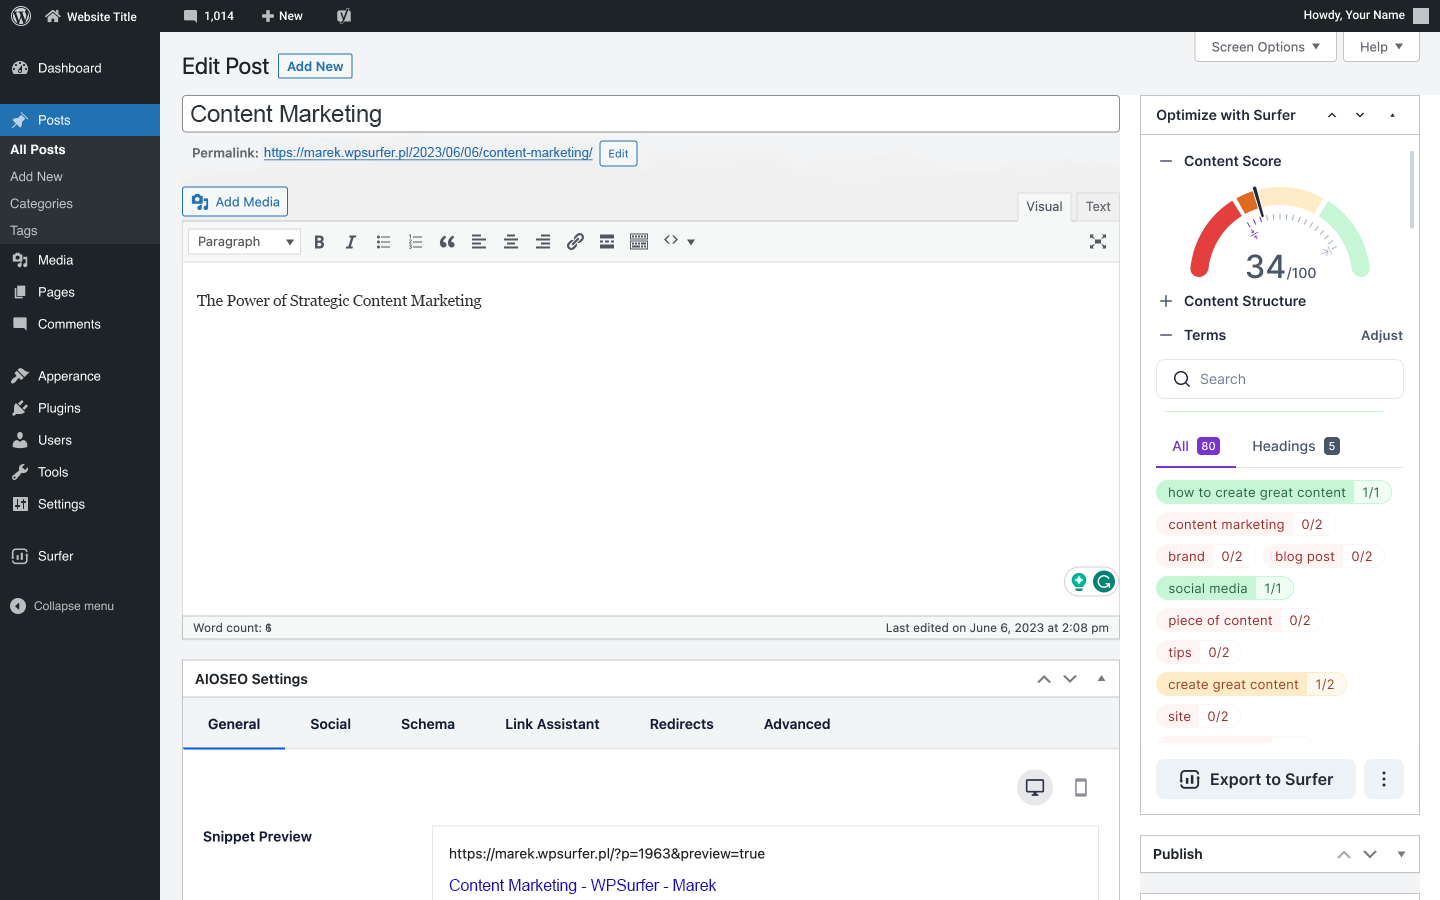 Website Title
1,014
New
Howdy, Your Name
Dashboard
Posts
All Posts
Add New
Categories
Tags
Media
Pages
Comments
Apperance
Plugins
Users
Tools
Settings
Surfer
Collapse menu
Screen Options
Help
Edit Post
Add New
Content Marketing
Permalink: https://marek.wpsurfer.pl/2023/06/06/content-marketing/
Edit
Add Media
Visual
Text
Paragraph
The Power of Strategic Content Marketing
Word count:
Last edited on June 6, 2023 at 2:08 pm
AIOSEO Settings
General
Social
Schema
Link Assistant
Redirects
Advanced
Snippet Preview
https://marek.wpsurfer.pl/?p=1963&preview=true
Content Marketing - WPSurfer - Marek
Optimize with Surfer
Content Score
34/100
Content Structure
Terms
Adjust
Search
All 80
Headings 5
how to create great content 1/1
content marketing 0/2
brand 0/2 blog post 0/2
social media 1/1
piece of content 0/2
tips 0/2
create great content 1/2
site 0/2
Export to Surfer
Publish